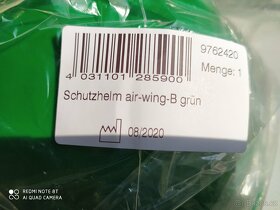 9762420
4 031101 285900
Menge: 1
Schutzhelm air-wing-B grün
08/2020
REDMI NOTE 8T
AI QUAD CAMERA